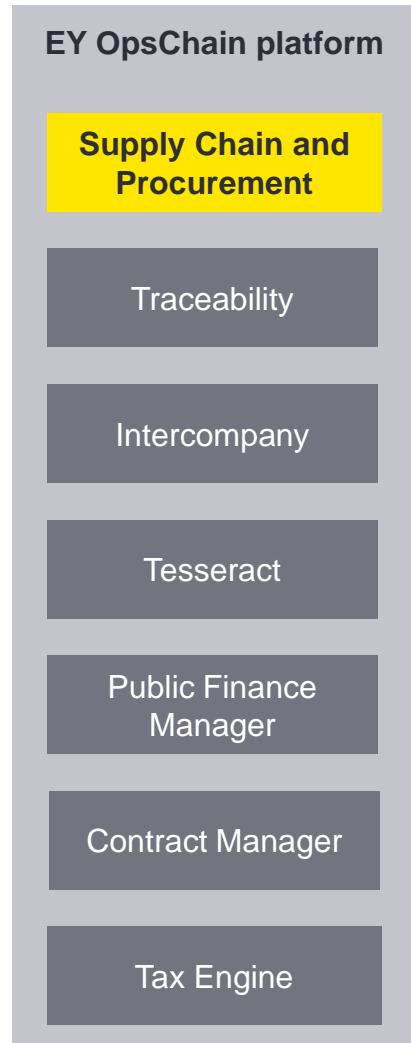 EY OpsChain platform
Supply Chain and
Procurement
Traceability
Intercompany
Tesseract
Public Finance
Manager
Contract Manager
Tax Engine